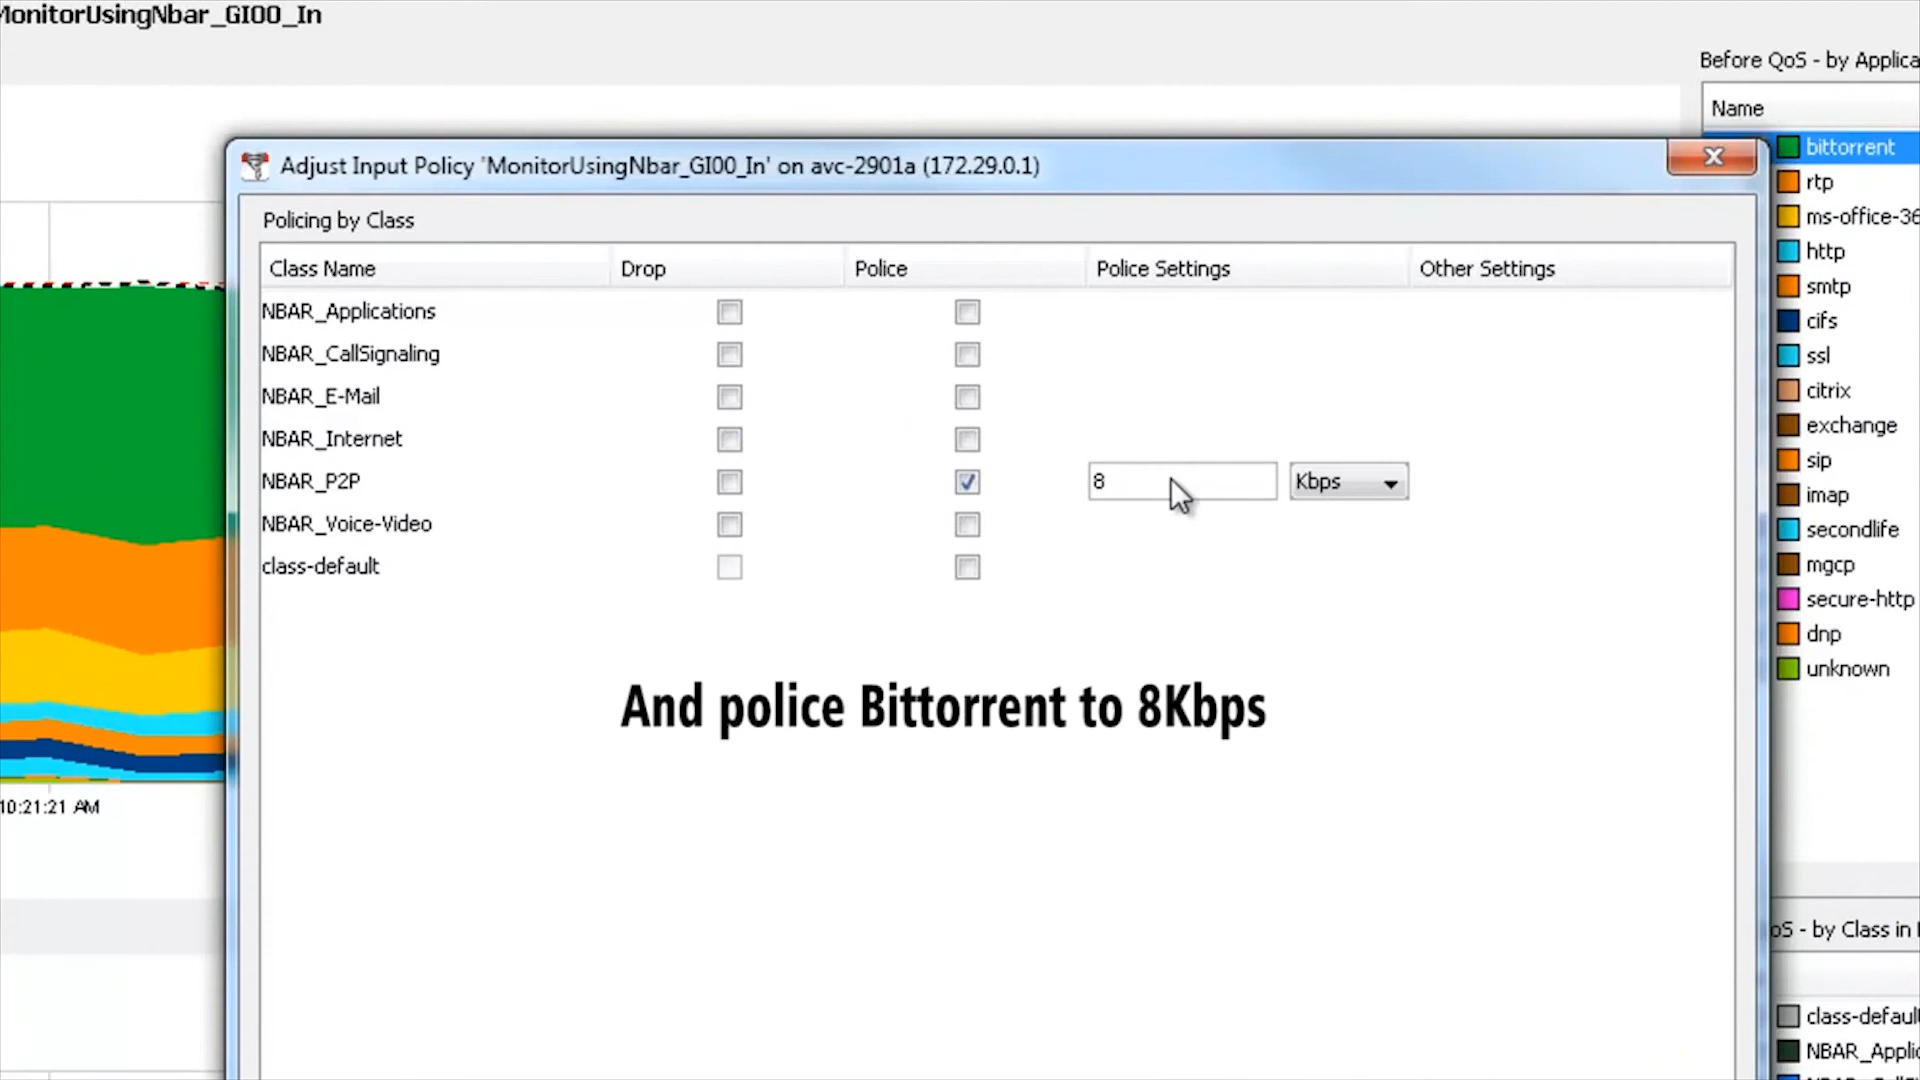 MonitorUsingNbar_GI00_In
Before QoS - by Applica
Name
bittorrent
rtp
ms-office-36
http
smtp
cifs
ssl
citrix
exchange
sip
imap
secondlife
mgcp
secure-http
dnp
unknown
Adjust Input Policy 'MonitorUsingNbar_GI00_In' on avc-2901a (172.29.0.1)
Policing by Class
Class Name Drop Police Police Settings Other Settings
NBAR_Applications
NBAR_CallSignaling
NBAR_E-Mail
NBAR_Internet
NBAR_P2P 8 Kbps
NBAR_Voice-Video
class-default
And police Bittorrent to 8Kbps
10:21:21 AM
oS - by Class in
class-default
NBAR_Applic